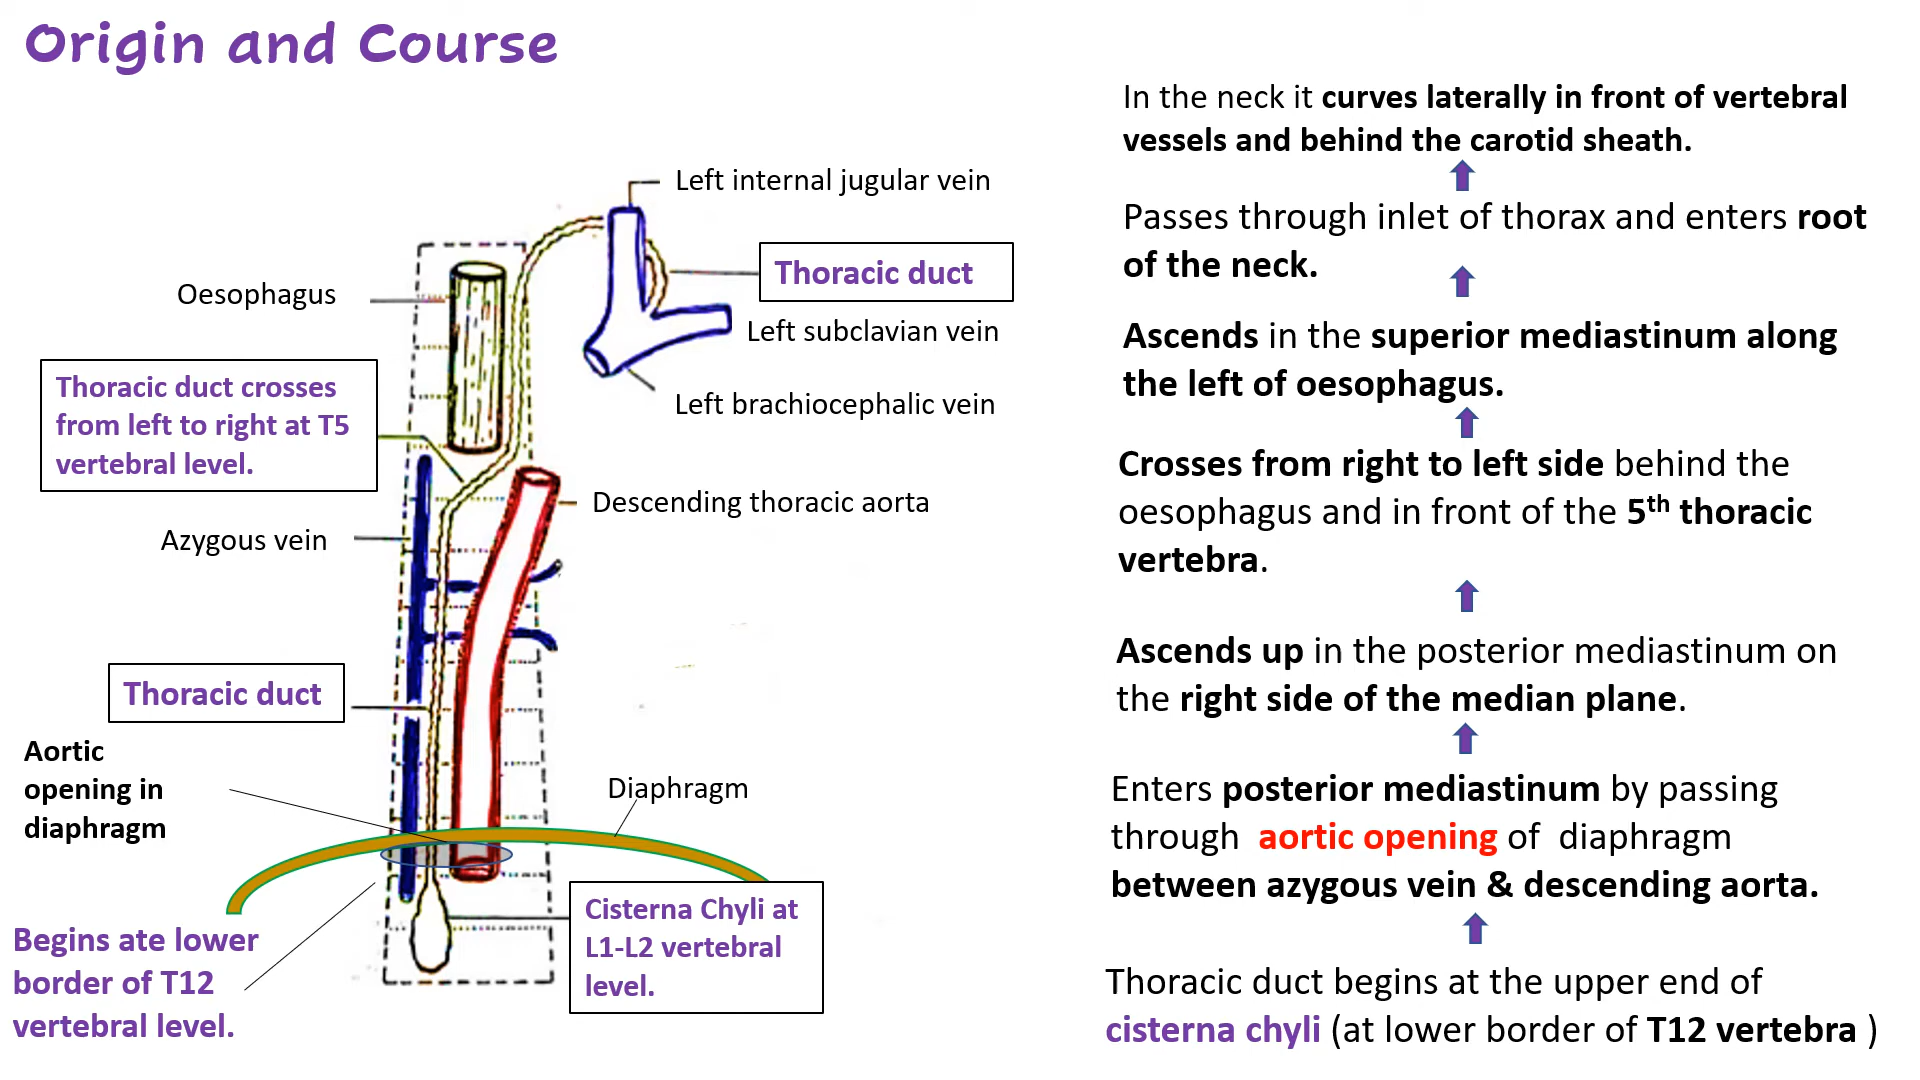 Origin and Course
Left internal jugular vein
Thoracic duct
Oesophagus
Left subclavian vein
Thoracic duct crosses
from left to right at T5
vertebral level.
Left brachiocephalic vein
Descending thoracic aorta
Azygous vein
Thoracic duct
Aortic
opening in
diaphragm
Diaphragm
Cisterna Chyli at
L1-L2 vertebral
level.
Begins ate lower
border of T12
vertebral level.
In the neck it curves laterally in front of vertebral
vessels and behind the carotid sheath.
Passes through inlet of thorax and enters root
of the neck.
Ascends in the superior mediastinum along
the left of oesophagus.
Crosses from right to left side behind the
oesophagus and in front of the 5th thoracic
vertebra.
Ascends up in the posterior mediastinum on
the right side of the median plane.
Enters posterior mediastinum by passing
through aortic opening of diaphragm
between azygous vein & descending aorta.
Thoracic duct begins at the upper end of
cisterna chyli (at lower border of T12 vertebra )